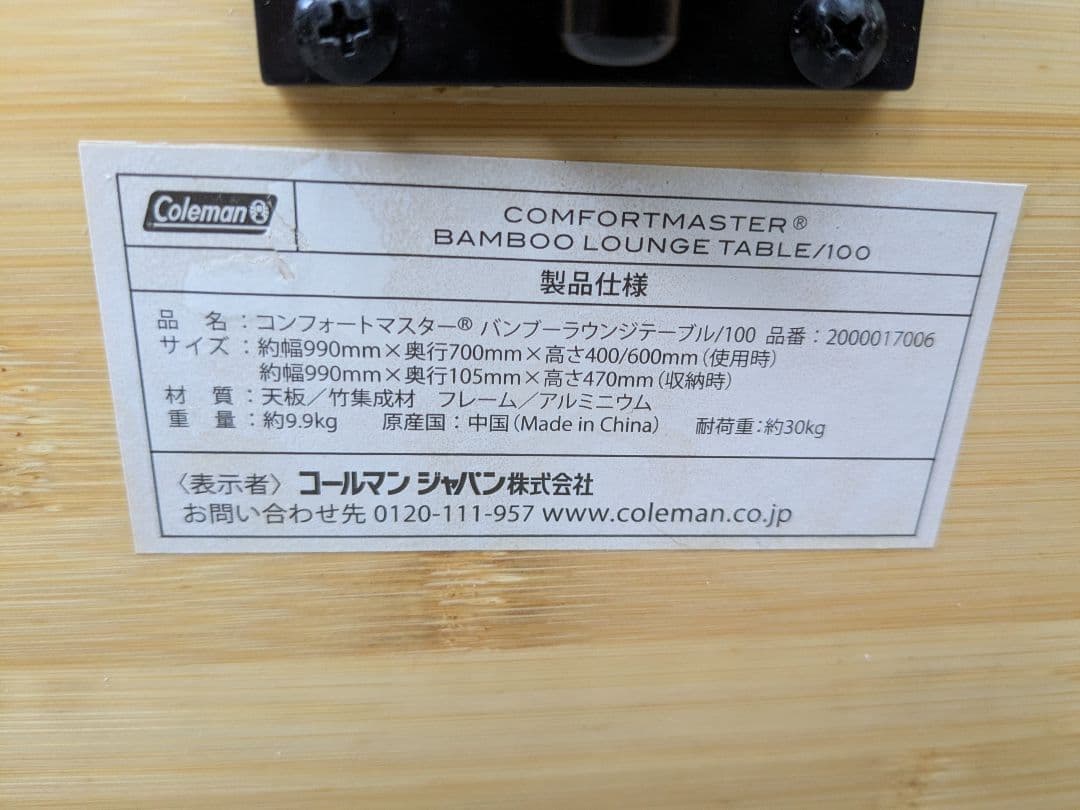 Coleman
COMFORTMASTER®
BAMBOO LOUNGE TABLE/100
製品仕様
品 名:コンフォートマスター® バンブーラウンジテーブル/100 品番:2000017006
サイズ:約幅990mm×奥行700mm×高さ400/600mm(使用時)
約幅990mm×奥行105mm×高さ470mm(収納時)
材 質:天板/竹集成材 フレーム/アルミニウム
重 量:約9.9kg 原産国:中国(Made in China) 耐荷重:約30kg
〈表示者〉コールマン ジャパン株式会社
お問い合わせ先 0120-111-957 www.coleman.co.jp